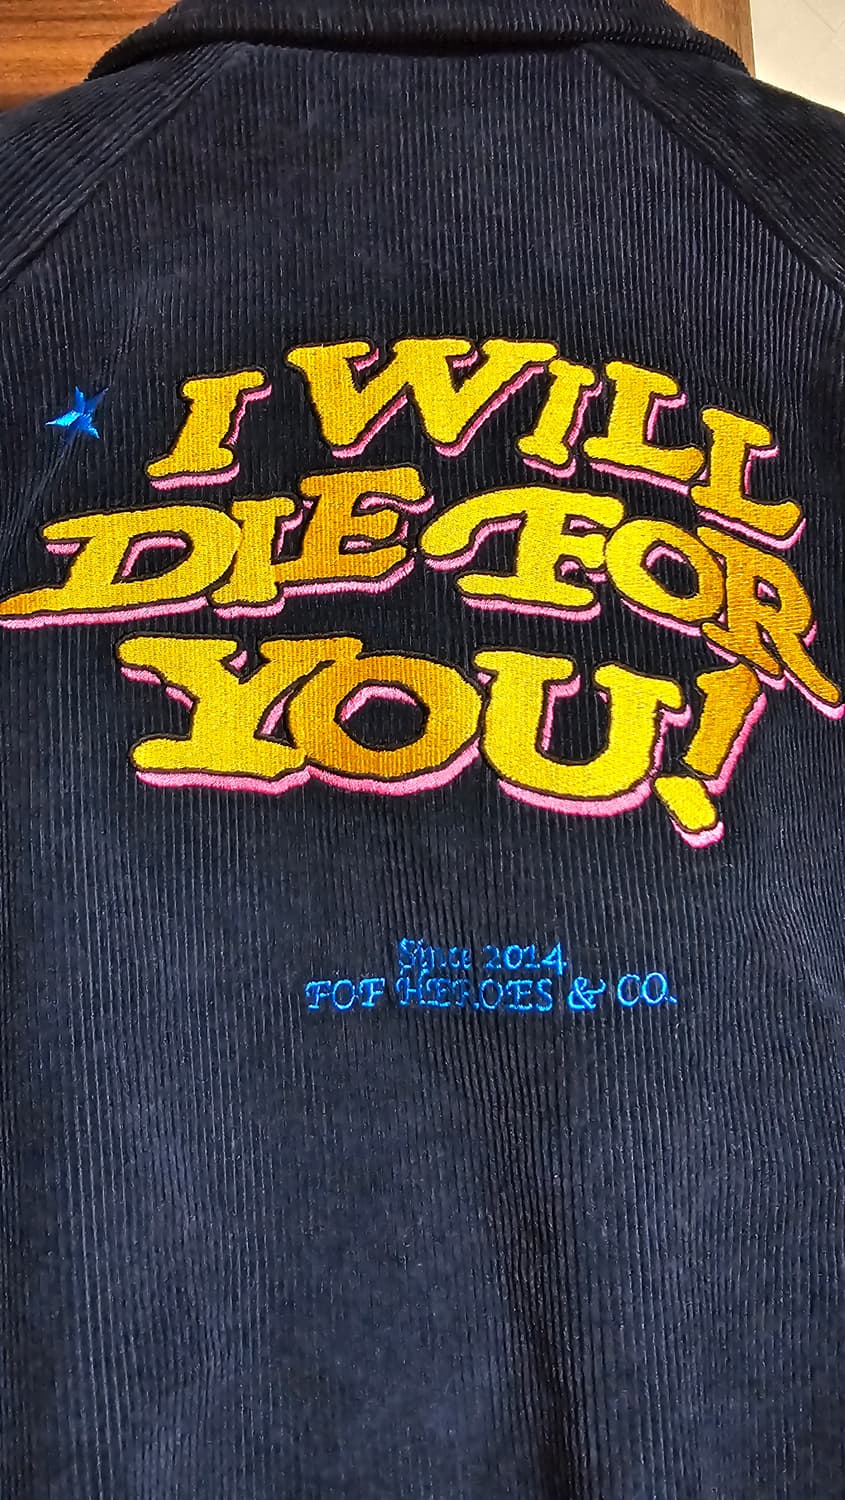 I WILL
DIE FOR
YOU!
Since 2014
FOF HEROES & CO.